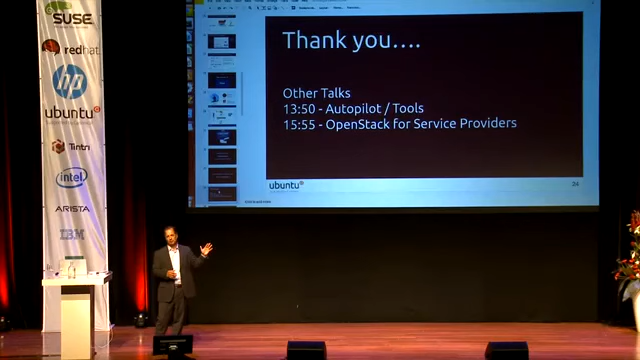 SUSE
redhat
hp
ubuntu
Tintri
intel
ARISTA
IBM
Thank you....
Other Talks
13:50 - Autopilot / Tools
15:55 - OpenStack for Service Providers
ubuntu
24